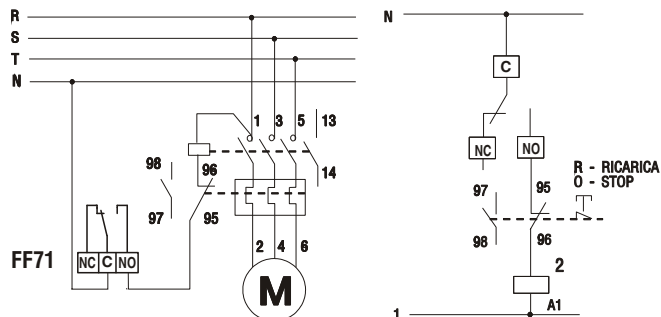 R
S
T
N
1 3 5 13
98 96 14
97 95
FF71
NC C NO
2 4 6
M
N
C
NC NO
R - RICARICA
O - STOP
97 95
98 96
2
A1
1